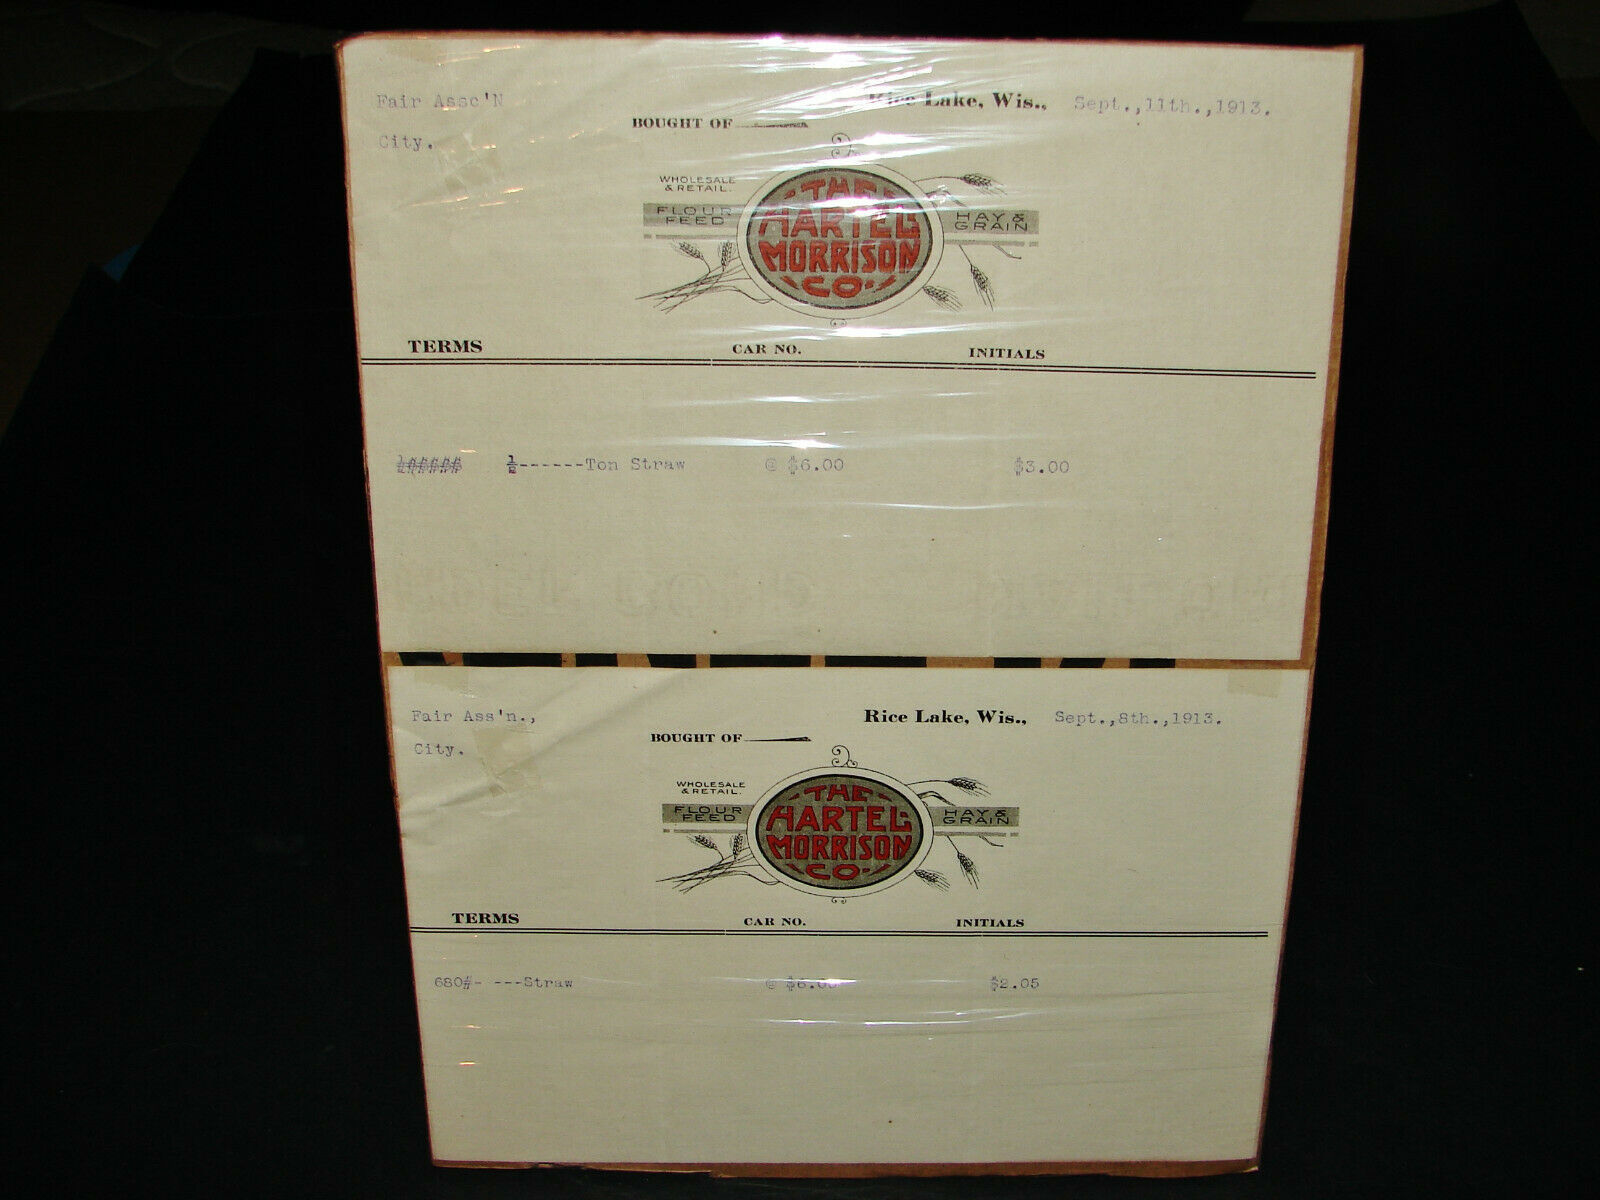 Fair Assc'N
Rice Lake, Wis., Sept.,11th.,1913.
City.
BOUGHT OF
WHOLESALE
& RETAIL.
FLOUR
FEED
THE
HARTEL-
MORRISON
CO.
HAY &
GRAIN
TERMS CAR NO. INITIALS
½------Ton Straw @ $6.00 $3.00
Fair Ass'n.,
Rice Lake, Wis., Sept.,8th.,1913.
City.
BOUGHT OF
WHOLESALE
& RETAIL.
FLOUR
FEED
THE
HARTEL-
MORRISON
CO.
HAY &
GRAIN
TERMS CAR NO. INITIALS
680#- ---Straw @ $6.00 $2.05